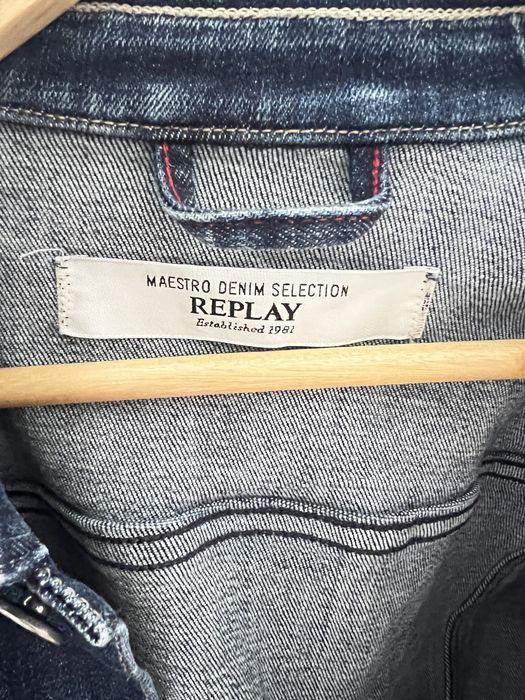 MAESTRO DENIM SELECTION
REPLAY
Established 1981